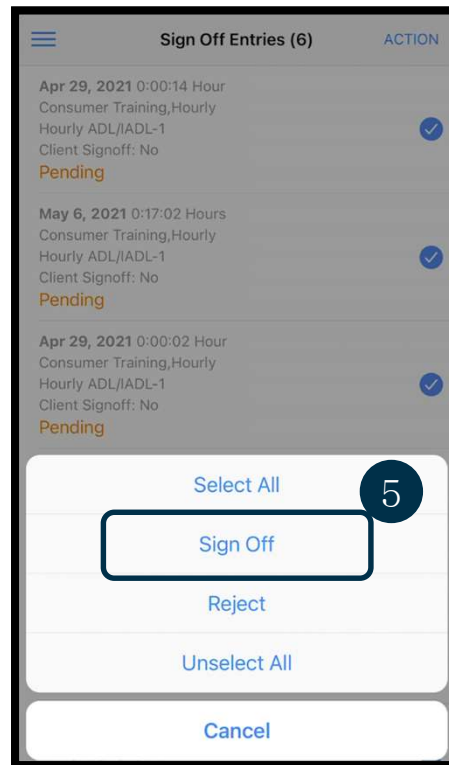 Sign Off Entries (6) ACTION
Apr 29, 2021 0:00:14 Hour
Consumer Training,Hourly
Hourly ADL/IADL-1
Client Signoff: No
Pending
May 6, 2021 0:17:02 Hours
Consumer Training,Hourly
Hourly ADL/IADL-1
Client Signoff: No
Pending
Apr 29, 2021 0:00:02 Hour
Consumer Training,Hourly
Hourly ADL/IADL-1
Client Signoff: No
Pending
Select All
5
Sign Off
Reject
Unselect All
Cancel